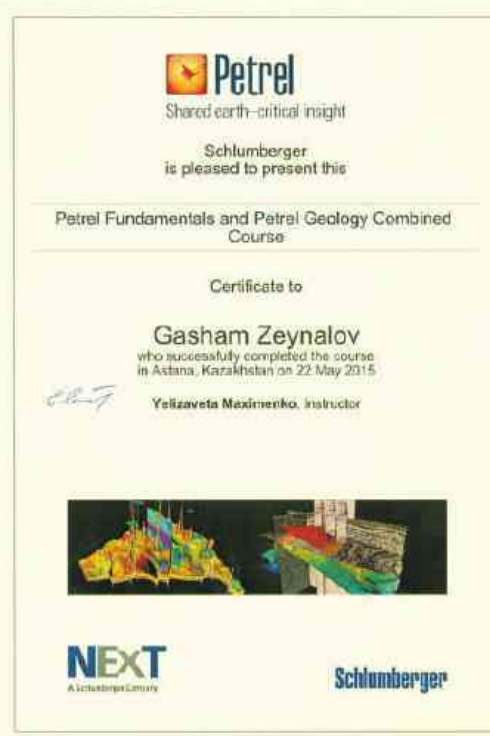 Petrel
Shared earth–critical insight
Schlumberger
is pleased to present this
Petrel Fundamentals and Petrel Geology Combined
Course
Certificate to
Gasham Zeynalov
who successfully completed the course
in Astana, Kazakhstan on 22 May 2015
Yelizaveta Maximenko, Instructor
NExT
A Schlumberger Company
Schlumberger